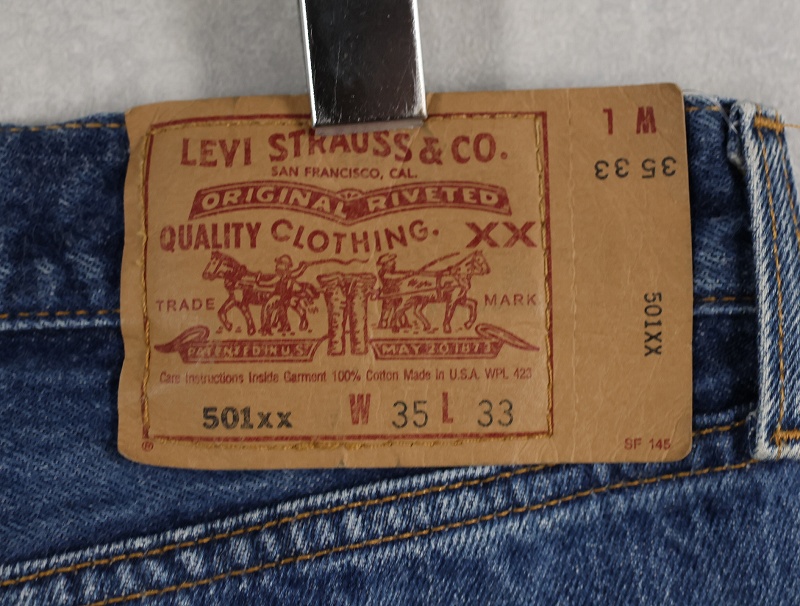 LEVI STRAUSS & CO.
SAN FRANCISCO, CAL.
ORIGINAL RIVETED
QUALITY CLOTHING. XX
TRADE MARK
PATENTED IN U.S. MAY 20 1873
Care Instructions Inside Garment 100% Cotton Made in U.S.A. WPL 423
501xx W 35 L 33
®
W L
35 33
501XX
SF 145